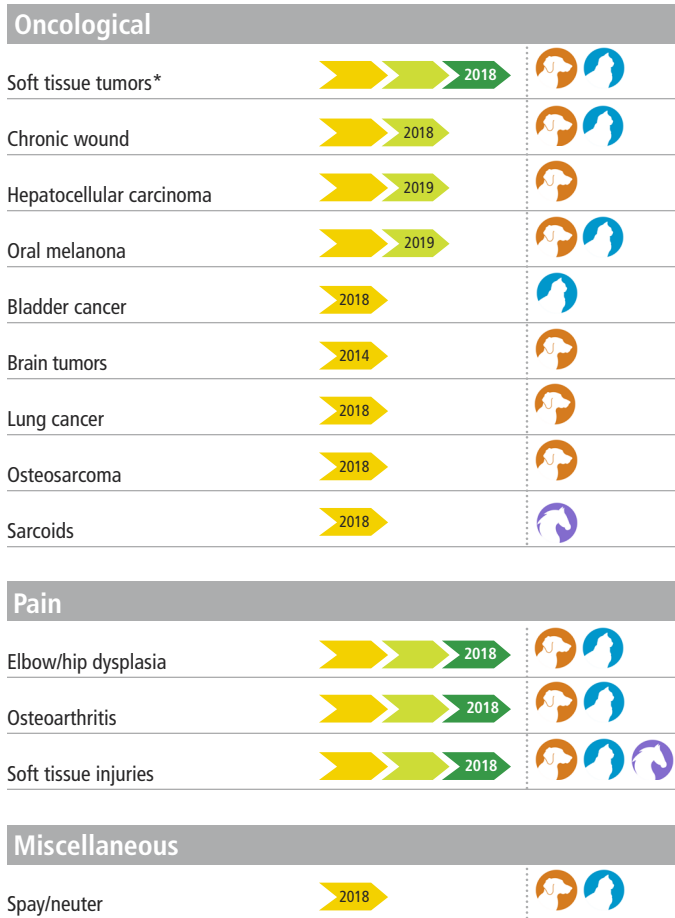 Oncological
Soft tissue tumors* 2018
Chronic wound 2018
Hepatocellular carcinoma 2019
Oral melanona 2019
Bladder cancer 2018
Brain tumors 2014
Lung cancer 2018
Osteosarcoma 2018
Sarcoids 2018
Pain
Elbow/hip dysplasia 2018
Osteoarthritis 2018
Soft tissue injuries 2018
Miscellaneous
Spay/neuter 2018